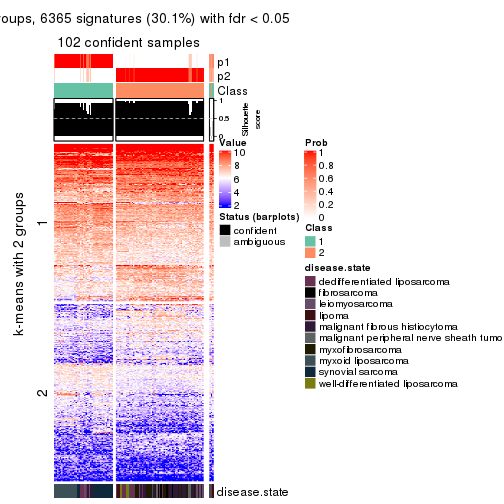 roups, 6365 signatures (30.1%) with fdr < 0.05
102 confident samples
p1
p2
Class
1
0.5
0
Silhouette
score
k-means with 2 groups
1
2
Value
10
8
6
4
2
Status (barplots)
confident
ambiguous
Prob
1
0.8
0.6
0.4
0.2
0
Class
1
2
disease.state
dedifferentiated liposarcoma
fibrosarcoma
leiomyosarcoma
lipoma
malignant fibrous histiocytoma
malignant peripheral nerve sheath tumo
myxofibrosarcoma
myxoid liposarcoma
synovial sarcoma
well-differentiated liposarcoma
disease.state